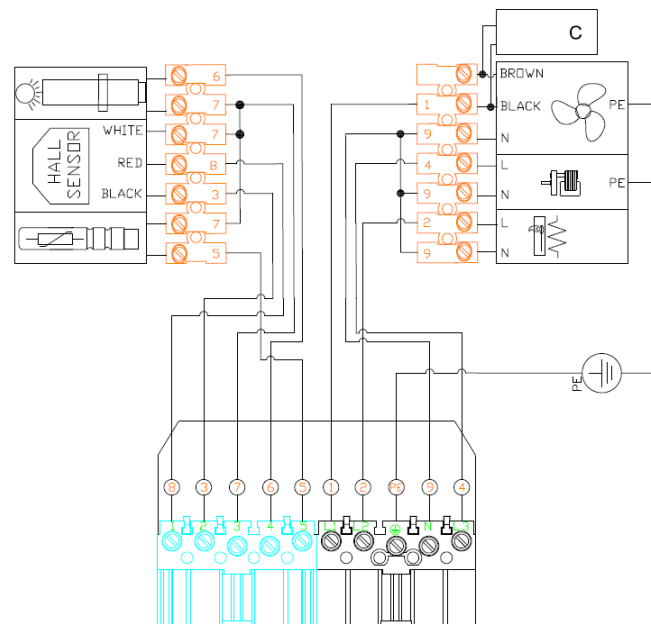 C
6
BROWN
7
1
BLACK
PE
WHITE
7
9
N
HALL SENSOR
RED
8
4
L
PE
BLACK
3
9
N
7
2
L
5
9
N
PE
8
3
7
6
5
1
2
PE
9
4
1
2
3
4
5
L1
L2
N
L3